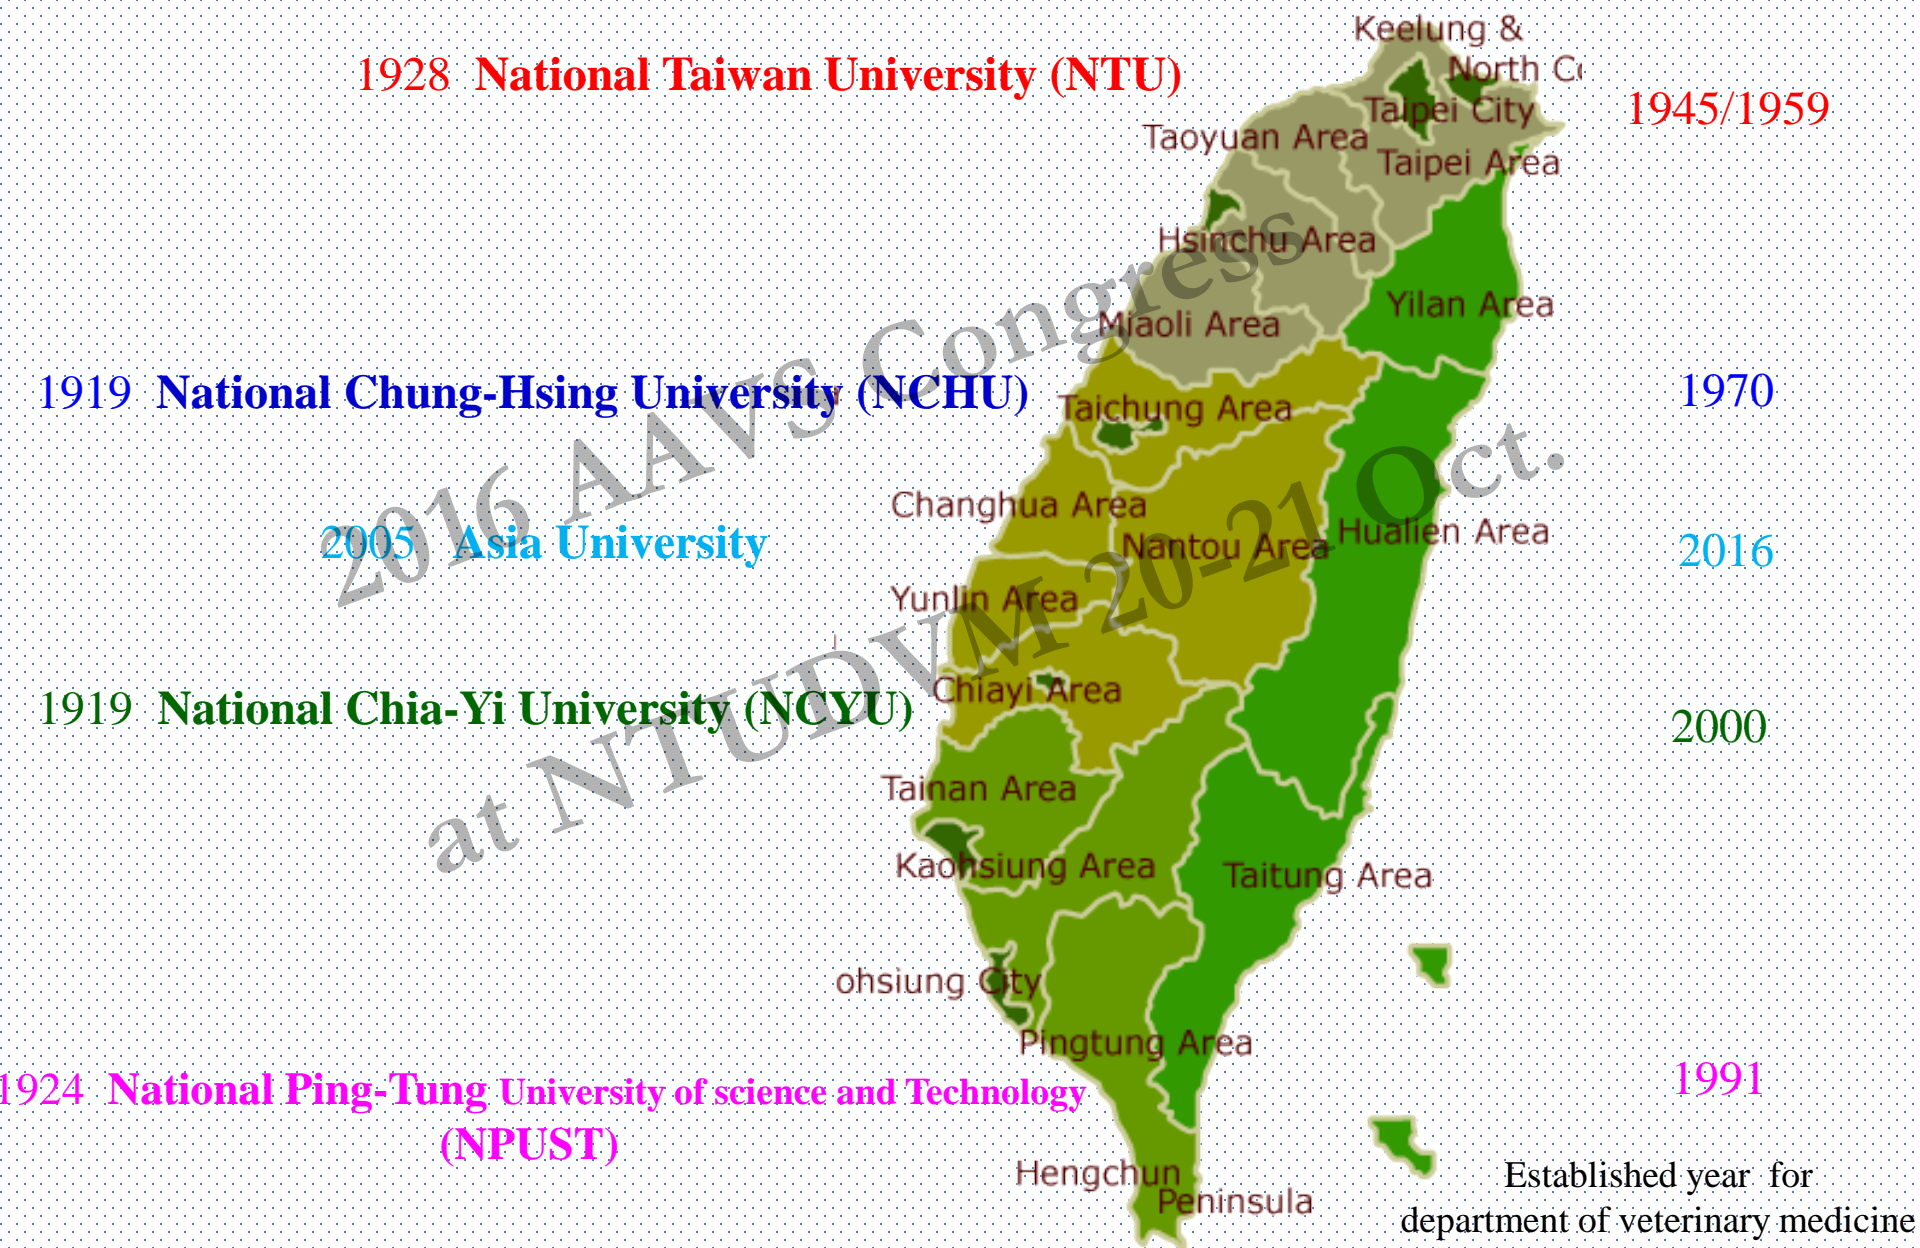 Keelung &
1928 National Taiwan University (NTU)
North C
Taipei City
1945/1959
Taoyuan Area
Taipei Area
Hsinchu Area
Yilan Area
Miaoli Area
1919 National Chung-Hsing University (NCHU)
1970
Taichung Area
2016 AAVS Congress
Changhua Area
Hualien Area
2005 Asia University
Nantou Area
2016
Yunlin Area
at NTUDVM 20-21 Oct.
Chiayi Area
1919 National Chia-Yi University (NCYU)
2000
Tainan Area
Kaohsiung Area
Taitung Area
ohsiung City
Pingtung Area
1991
1924 National Ping-Tung University of science and Technology
(NPUST)
Hengchun
Peninsula
Established year for
department of veterinary medicine